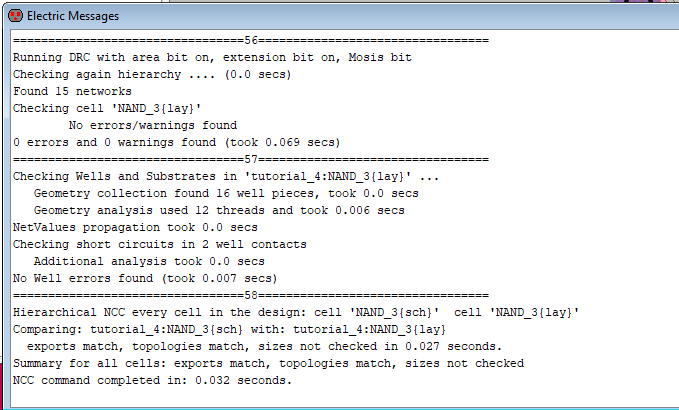 Electric Messages
=================================56=================================
Running DRC with area bit on, extension bit on, Mosis bit
Checking again hierarchy .... (0.0 secs)
Found 15 networks
Checking cell 'NAND_3{lay}'
        No errors/warnings found
0 errors and 0 warnings found (took 0.069 secs)
=================================57=================================
Checking Wells and Substrates in 'tutorial_4:NAND_3{lay}' ...
   Geometry collection found 16 well pieces, took 0.0 secs
   Geometry analysis used 12 threads and took 0.006 secs
NetValues propagation took 0.0 secs
Checking short circuits in 2 well contacts
   Additional analysis took 0.0 secs
No Well errors found (took 0.007 secs)
=================================58=================================
Hierarchical NCC every cell in the design: cell 'NAND_3{sch}'  cell 'NAND_3{lay}'
Comparing: tutorial_4:NAND_3{sch} with: tutorial_4:NAND_3{lay}
  exports match, topologies match, sizes not checked in 0.027 seconds.
Summary for all cells: exports match, topologies match, sizes not checked
NCC command completed in: 0.032 seconds.